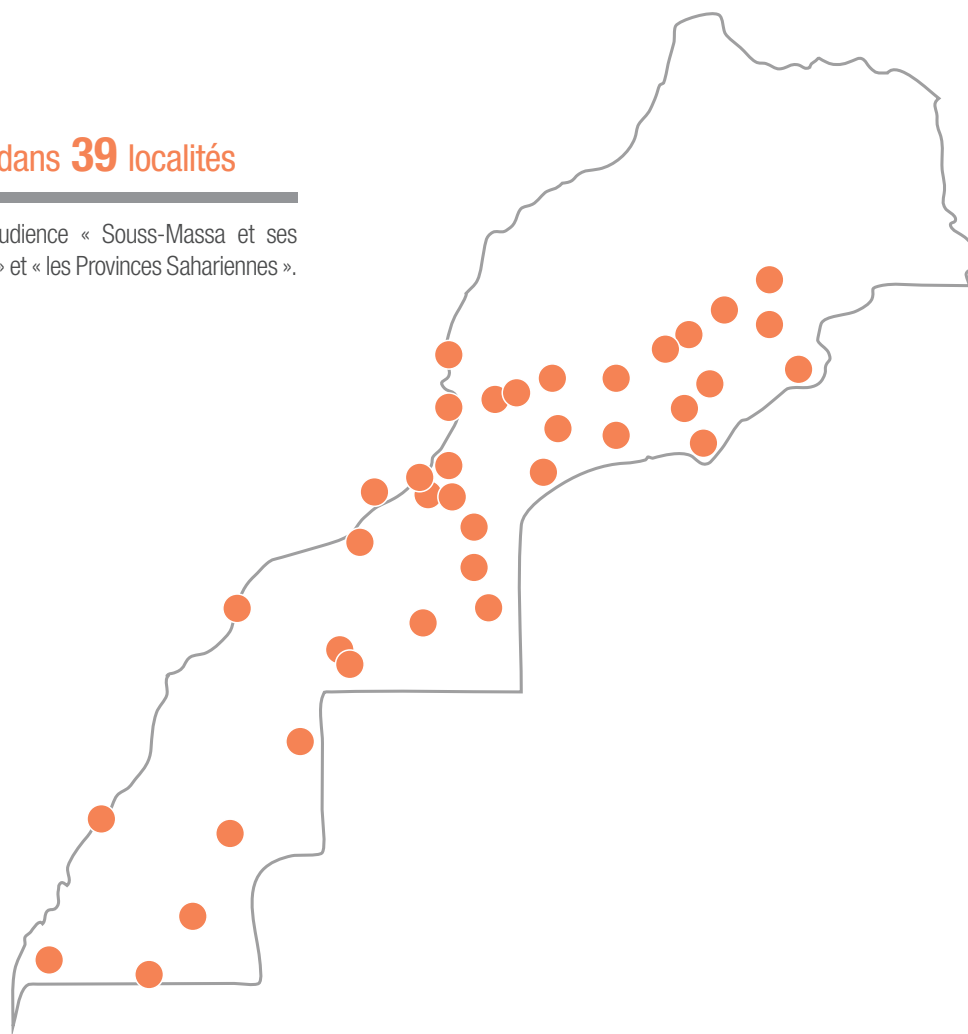 dans 39 localités
udience « Souss-Massa et ses
» et « les Provinces Sahariennes ».